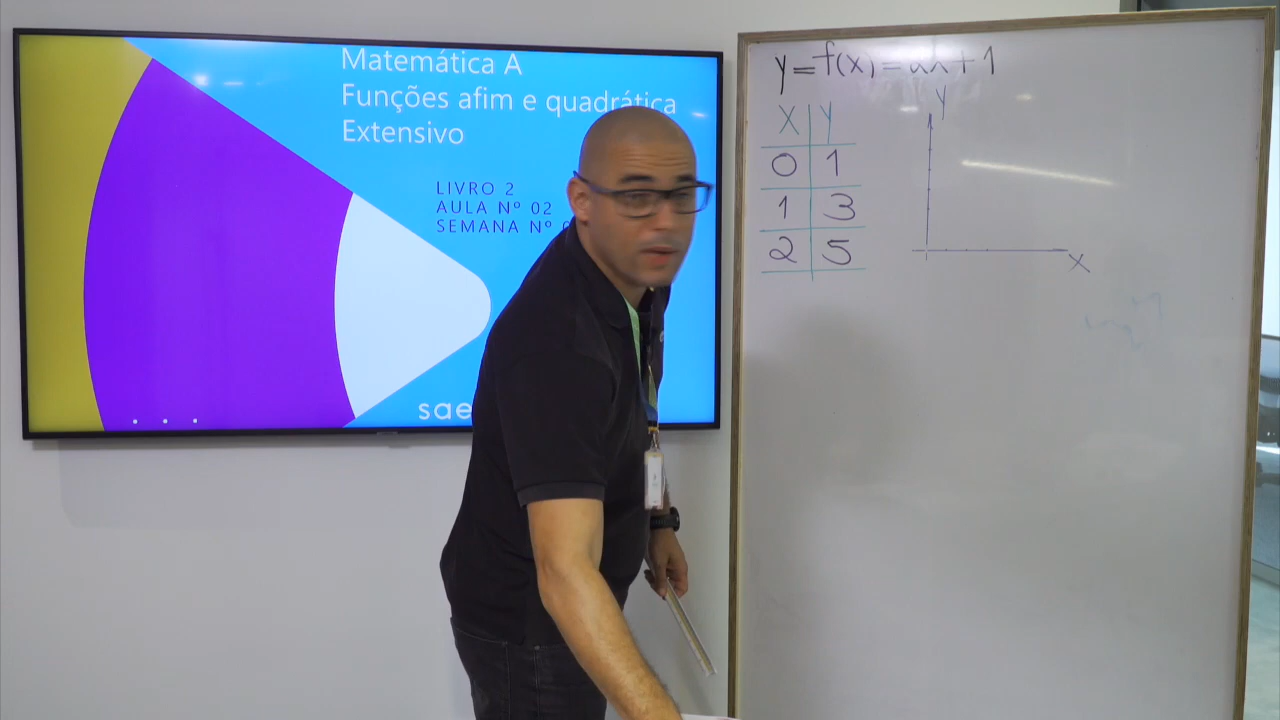 Matemática A
Funções afim e quadrática
Extensivo
LIVRO 2
AULA Nº 02
SEMANA Nº
sae
y=f(x)= +1
X Y
0 1
1 3
2 5
y
x